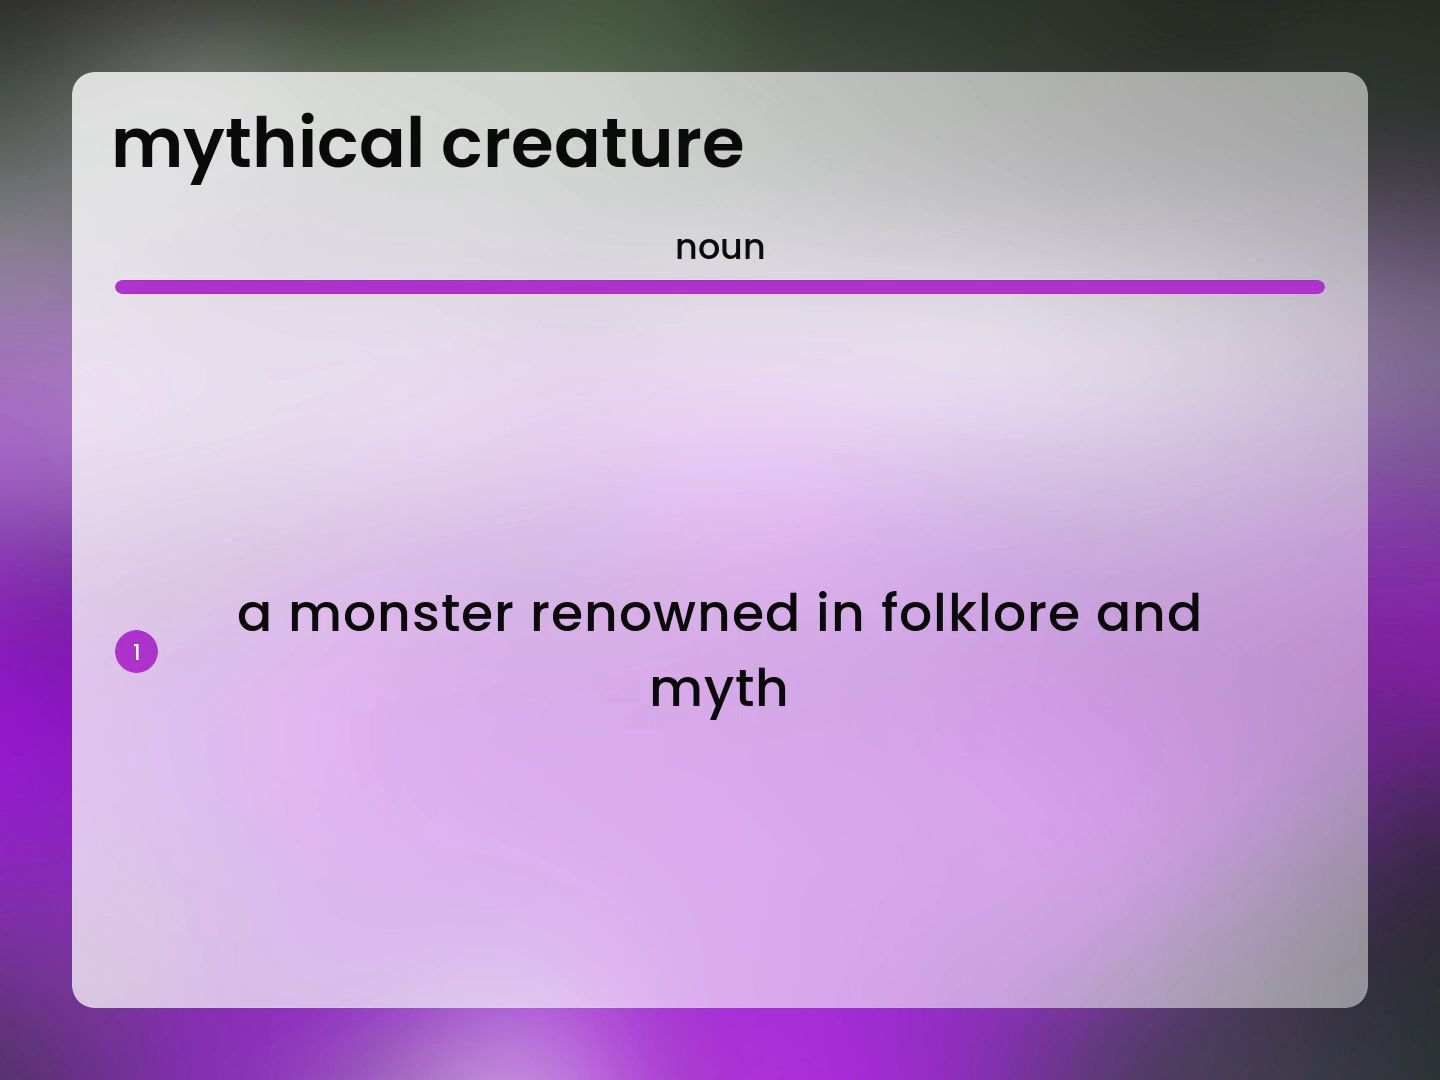 mythical creature
noun
1
a monster renowned in folklore and
myth